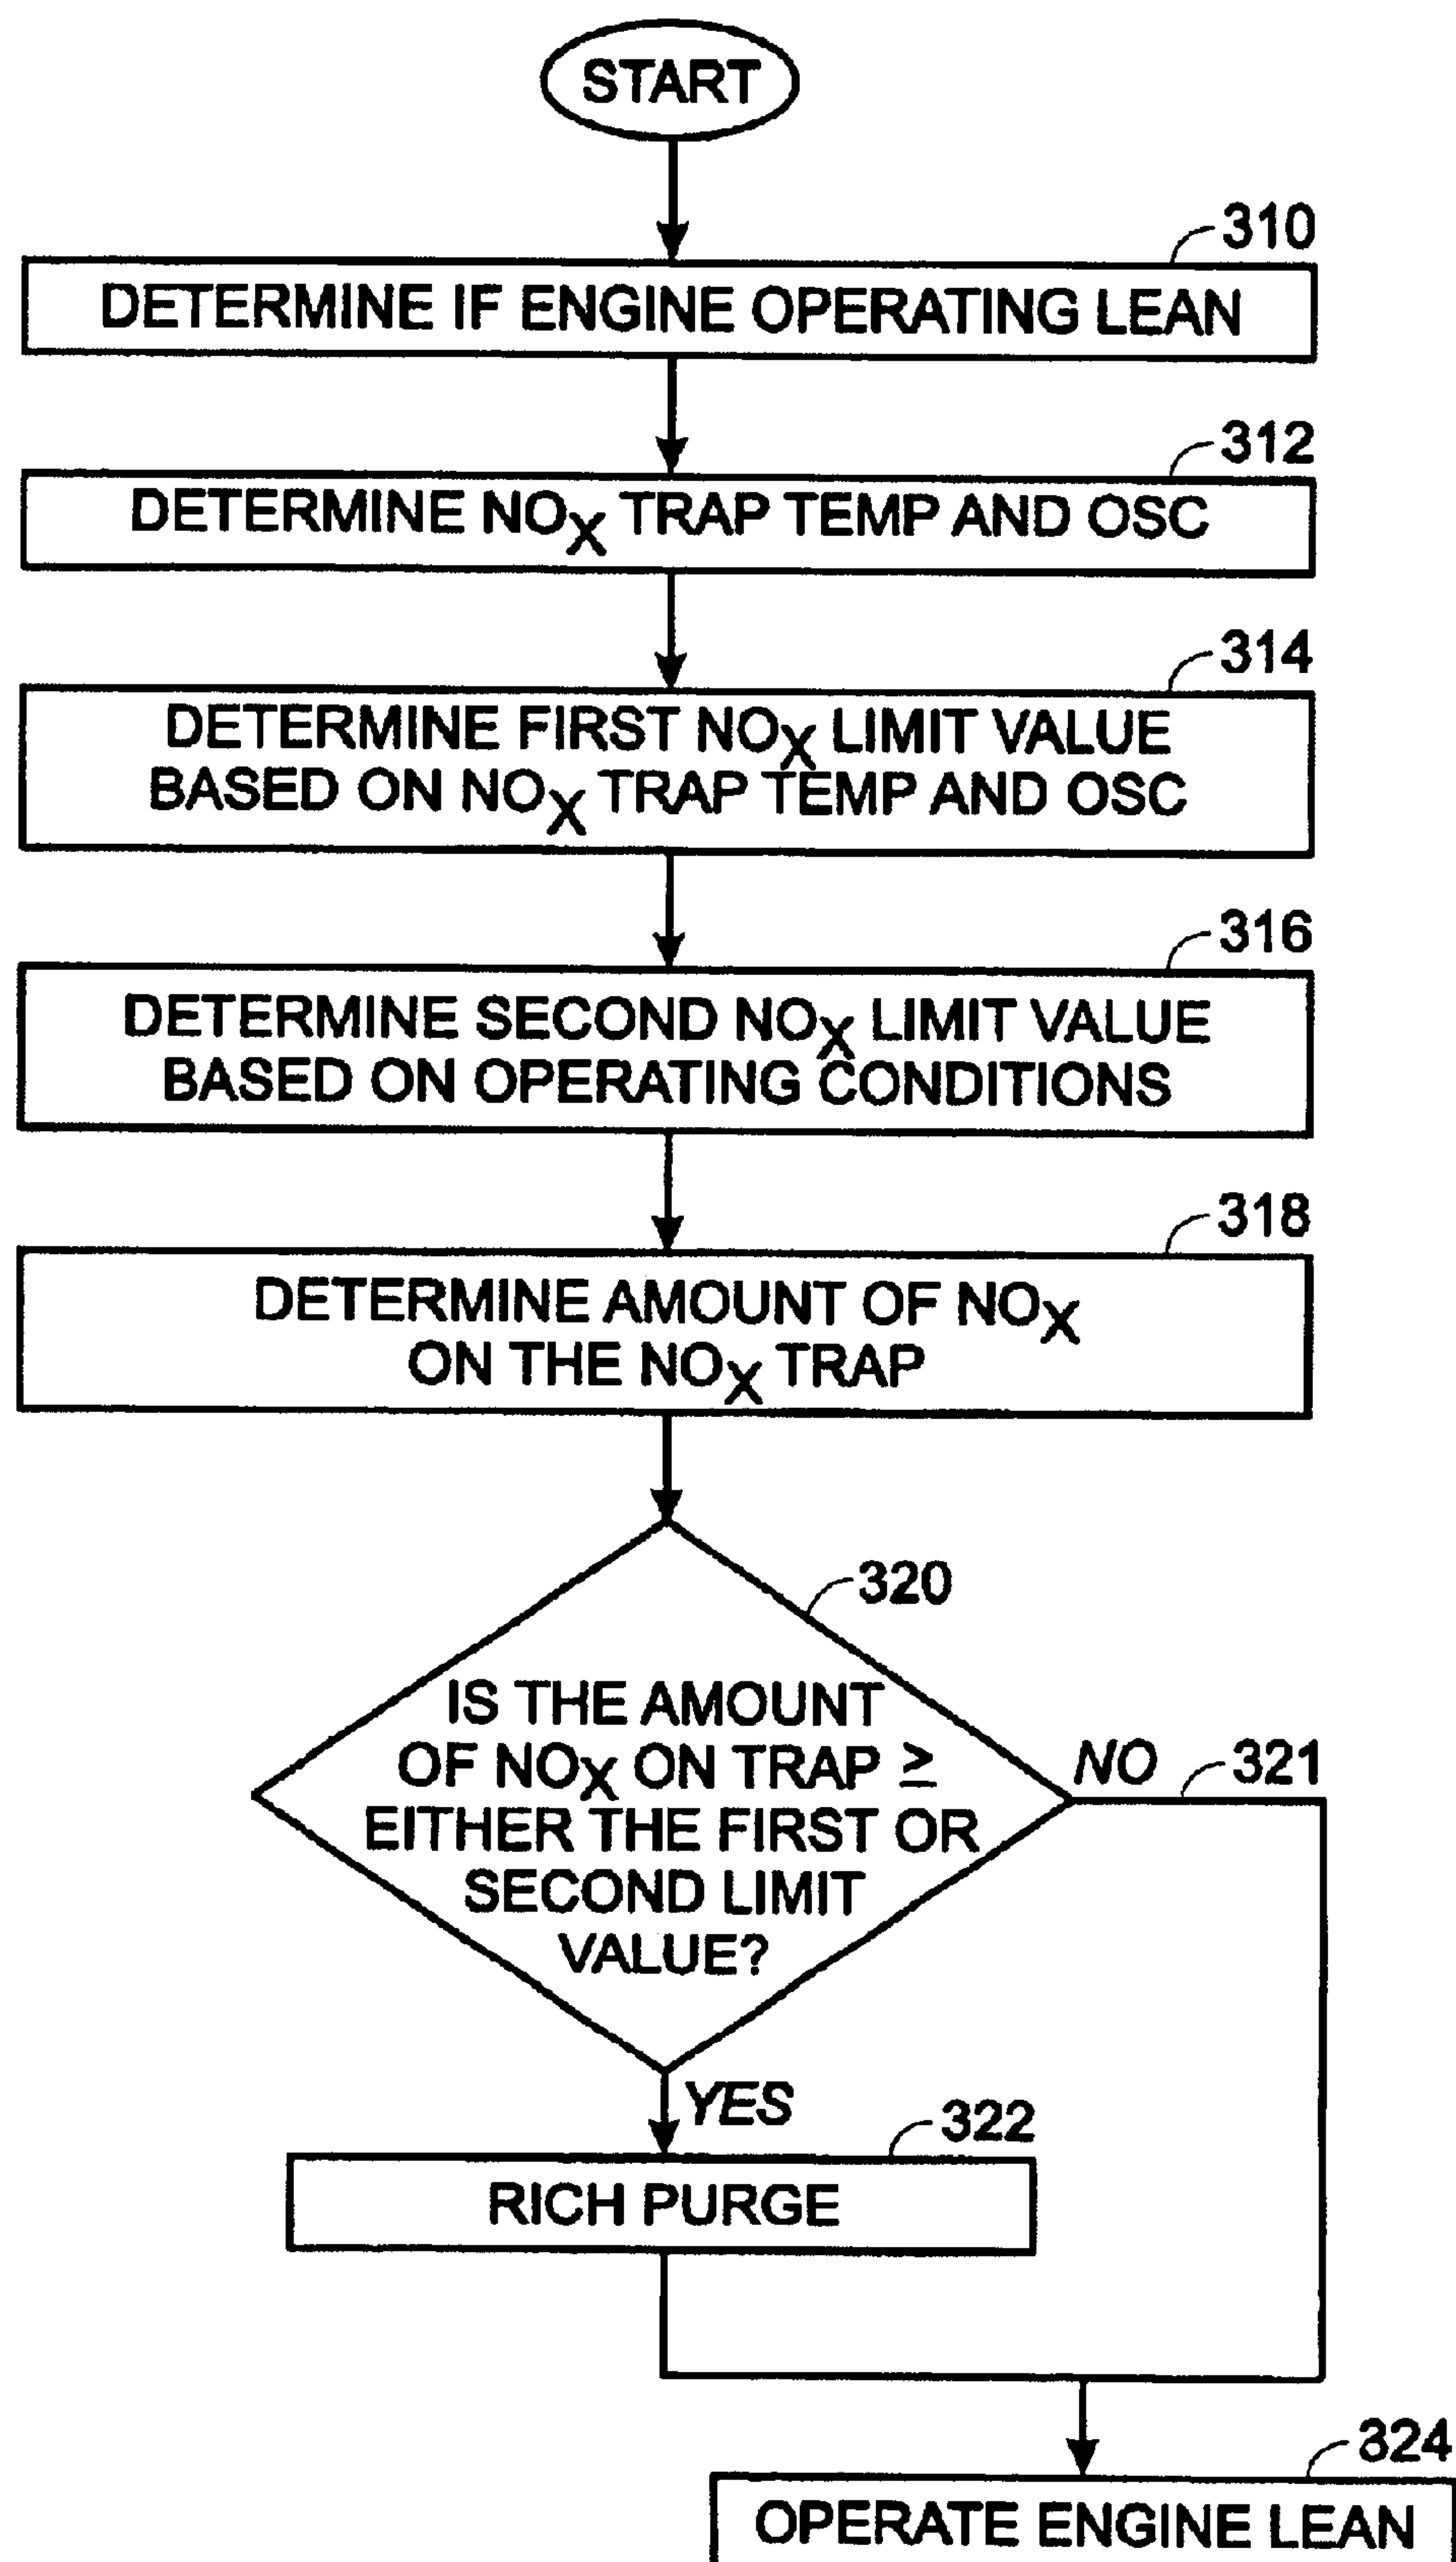 START
310
DETERMINE IF ENGINE OPERATING LEAN
312
DETERMINE NOX TRAP TEMP AND OSC
314
DETERMINE FIRST NOX LIMIT VALUE
BASED ON NOX TRAP TEMP AND OSC
316
DETERMINE SECOND NOX LIMIT VALUE
BASED ON OPERATING CONDITIONS
318
DETERMINE AMOUNT OF NOX
ON THE NOX TRAP
320
IS THE AMOUNT
OF NOX ON TRAP ≥
EITHER THE FIRST OR
SECOND LIMIT
VALUE?
NO
321
YES
322
RICH PURGE
324
OPERATE ENGINE LEAN